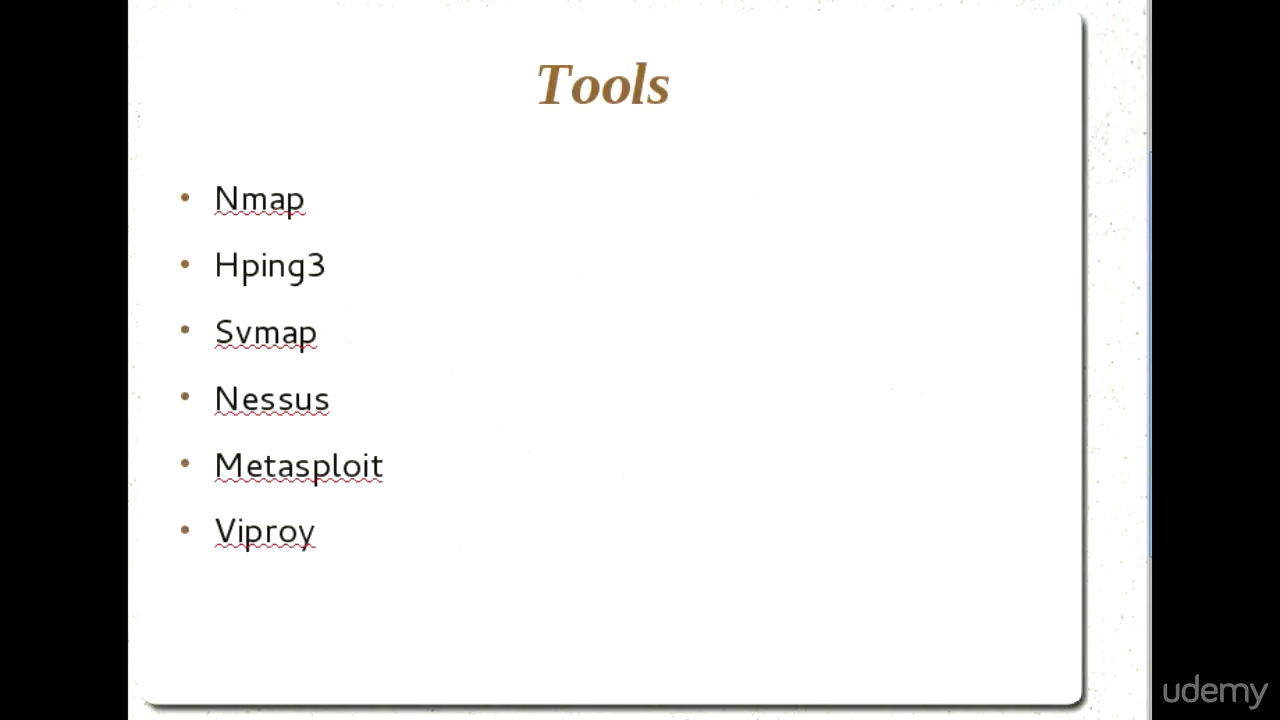 Tools
• Nmap
• Hping3
• Svmap
• Nessus
• Metasploit
• Viproy
udemy